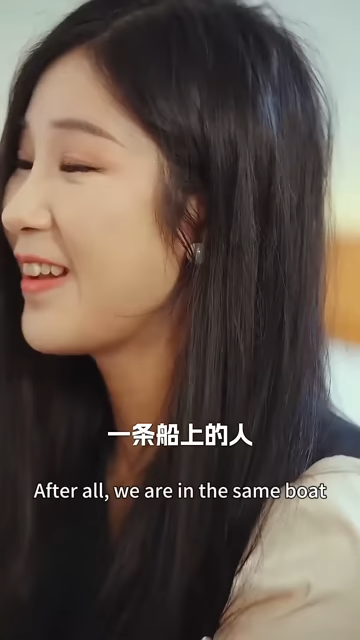 一条船上的人
After all, we are in the same boat